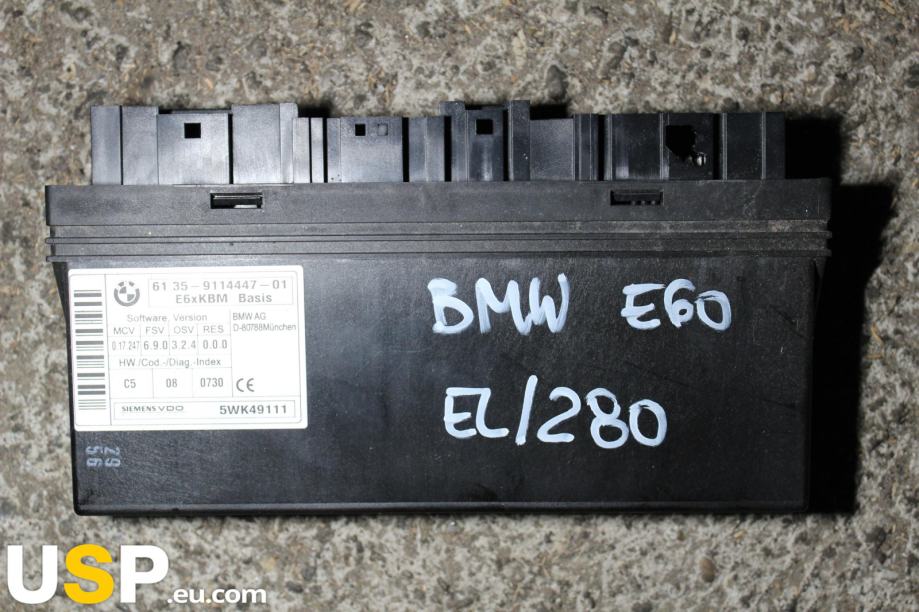 61 35-9114447-01
E6xKBM Basis
Software, Version
MCV FSV OSV RES
0.17.247 6.9.0 3.2.4 0.0.0
BMW AG
D-80788München
HW./Cod.-/Diag.-Index
C5 08 0730 CE
SIEMENS VDO 5WK49111
BMW E60
EL/280
29
56
USP.eu.com